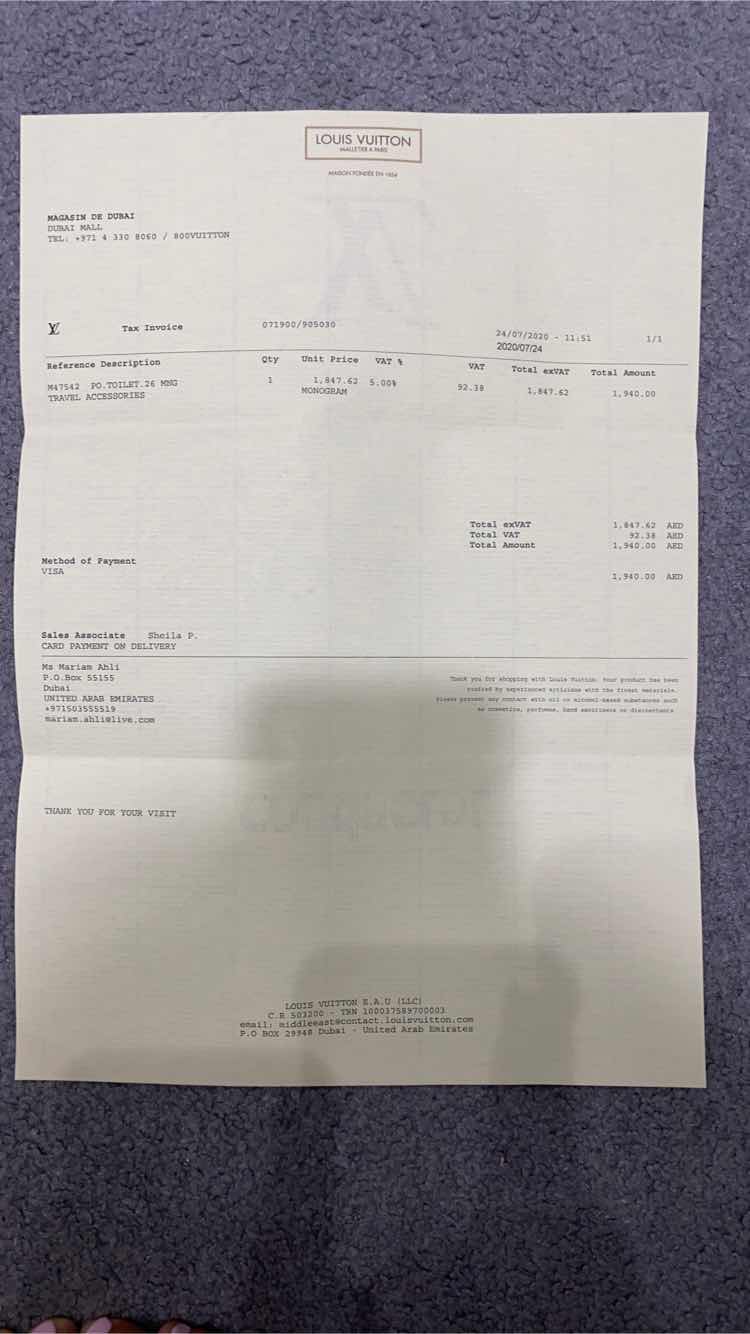 LOUIS VUITTON
MALLETIER A PARIS
MAISON FONDÉE EN 1854
MAGASIN DE DUBAI
DUBAI MALL
TEL: +971 4 330 8060 / 800VUITTON
LV Tax Invoice 071900/905030 24/07/2020 - 11:51 1/1
2020/07/24
Reference Description Qty Unit Price VAT % VAT Total exVAT Total Amount
M47542 PO.TOILET.26 MNG 1 1,847.62 5.00% 92.38 1,847.62 1,940.00
TRAVEL ACCESSORIES MONOGRAM
Total exVAT 1,847.62 AED
Total VAT 92.38 AED
Total Amount 1,940.00 AED
Method of Payment
VISA 1,940.00 AED
Sales Associate Sheila P.
CARD PAYMENT ON DELIVERY
Ms Mariam Ahli
P.O.Box 55155
Dubai
UNITED ARAB EMIRATES
+971503555519
mariam.ahli@live.com
Thank you for shopping with Louis Vuitton. Your product has been
crafted by experienced artisans with the finest materials.
Please prevent any contact with oil or alcohol-based substances such
as cosmetics, perfumes, hand sanitizers or disinfectants
THANK YOU FOR YOUR VISIT
LOUIS VUITTON E.A.U (LLC)
C.R 503200 - TRN 100037589700003
email: middleeast@contact.louisvuitton.com
P.O BOX 29948 Dubai - United Arab Emirates